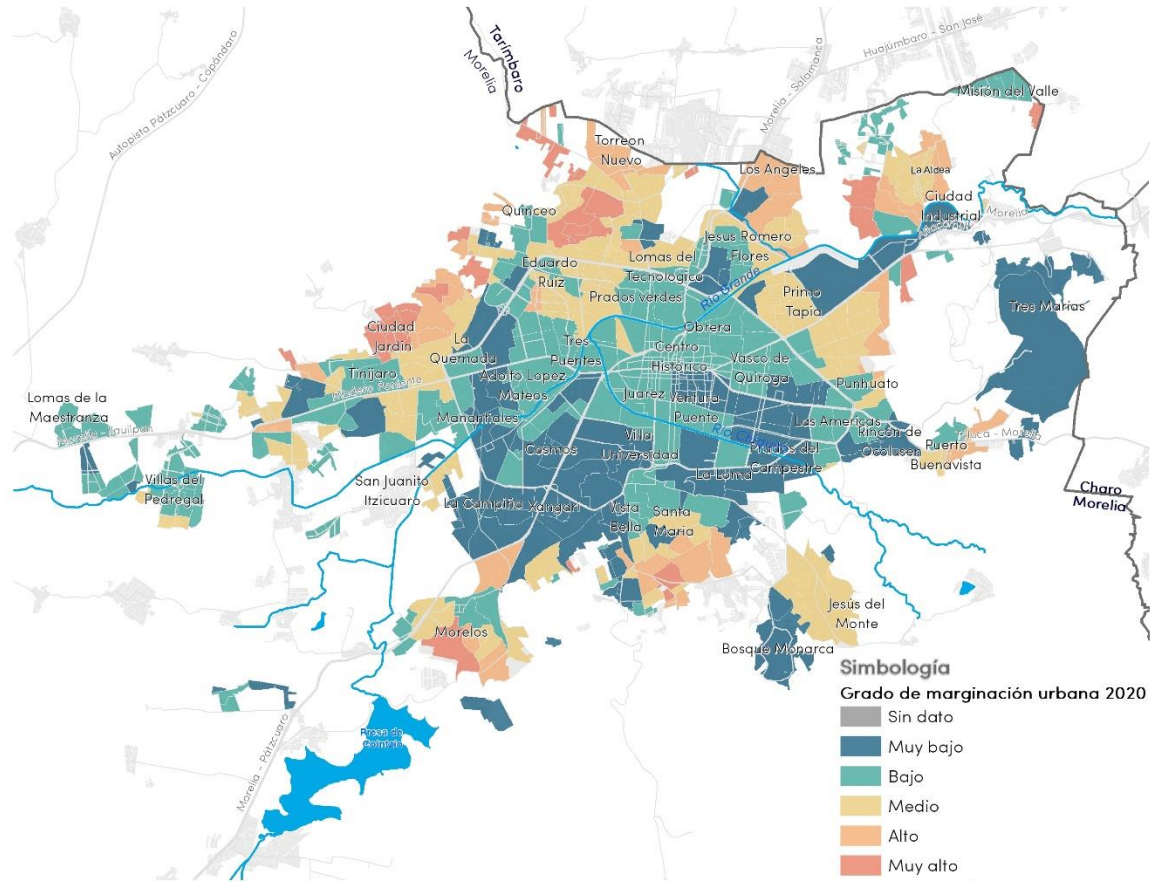 Huajúmbaro - San José
Tarímbaro
Morelia
Morelia - Salamanca
Autopista Pátzcuaro - Copándaro
Misión del Valle
Torreon
Nuevo
Los Angeles
La Aldea
Ciudad
Industrial
Morelia
Quinceo
Jesus Romero
Flores
Eduardo
Ruiz
Lomas del
Tecnologico
Río Grande
Prados verdes
Primo
Tapia
Tres Marías
Ciudad
Jardín
La
Quemada
Tres
Puentes
Obrera
Centro
Histórico
Vasco de
Quiroga
Tinijaro
Madero Poniente
Adolfo Lopez
Mateos
Punhuato
Lomas de la
Maestranza
Juarez
Ventura
Puente
Manantiales
Las Americas
Río Chiquito
Rincón de
Ocolusen
Puerto
Buenavista
Cosmos
Villa
Universidad
Prados del
Campestre
La Loma
Villas del
Pedregal
San Juanito
Itzicuaro
Charo
Morelia
La Campiña
Xangari
Vista
Bella
Santa
Maria
Morelos
Jesús del
Monte
Bosque Monarca
Morelia - Pátzcuaro
Presa de
Cointzio
Simbología
Grado de marginación urbana 2020
Sin dato
Muy bajo
Bajo
Medio
Alto
Muy alto